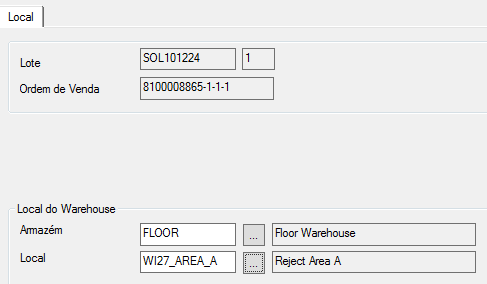 Local
Lote SOL101224 1
Ordem de Venda 8100008865-1-1-1
Local do Warehouse
Armazém FLOOR ... Floor Warehouse
Local WI27_AREA_A ... Reject Area A